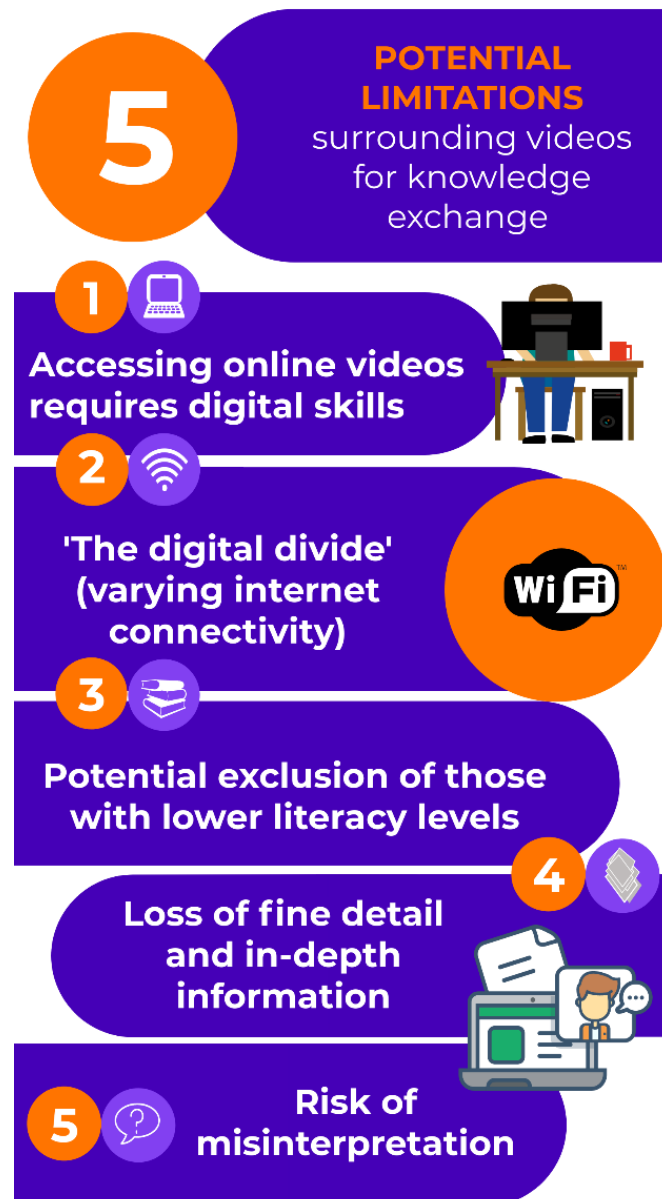 5
POTENTIAL
LIMITATIONS
surrounding videos
for knowledge
exchange
1
Accessing online videos
requires digital skills
2
'The digital divide'
(varying internet
connectivity)
WiFi
TM
3
Potential exclusion of those
with lower literacy levels
4
Loss of fine detail
and in-depth
information
5
?
Risk of
misinterpretation